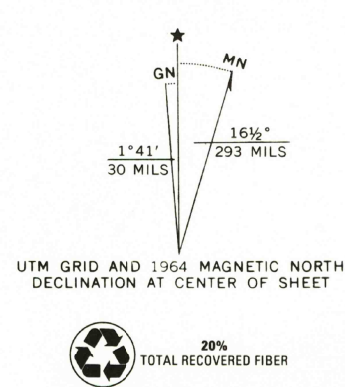 GN
MN
1°41'
30 MILS
16½°
293 MILS
UTM GRID AND 1964 MAGNETIC NORTH
DECLINATION AT CENTER OF SHEET
20%
TOTAL RECOVERED FIBER